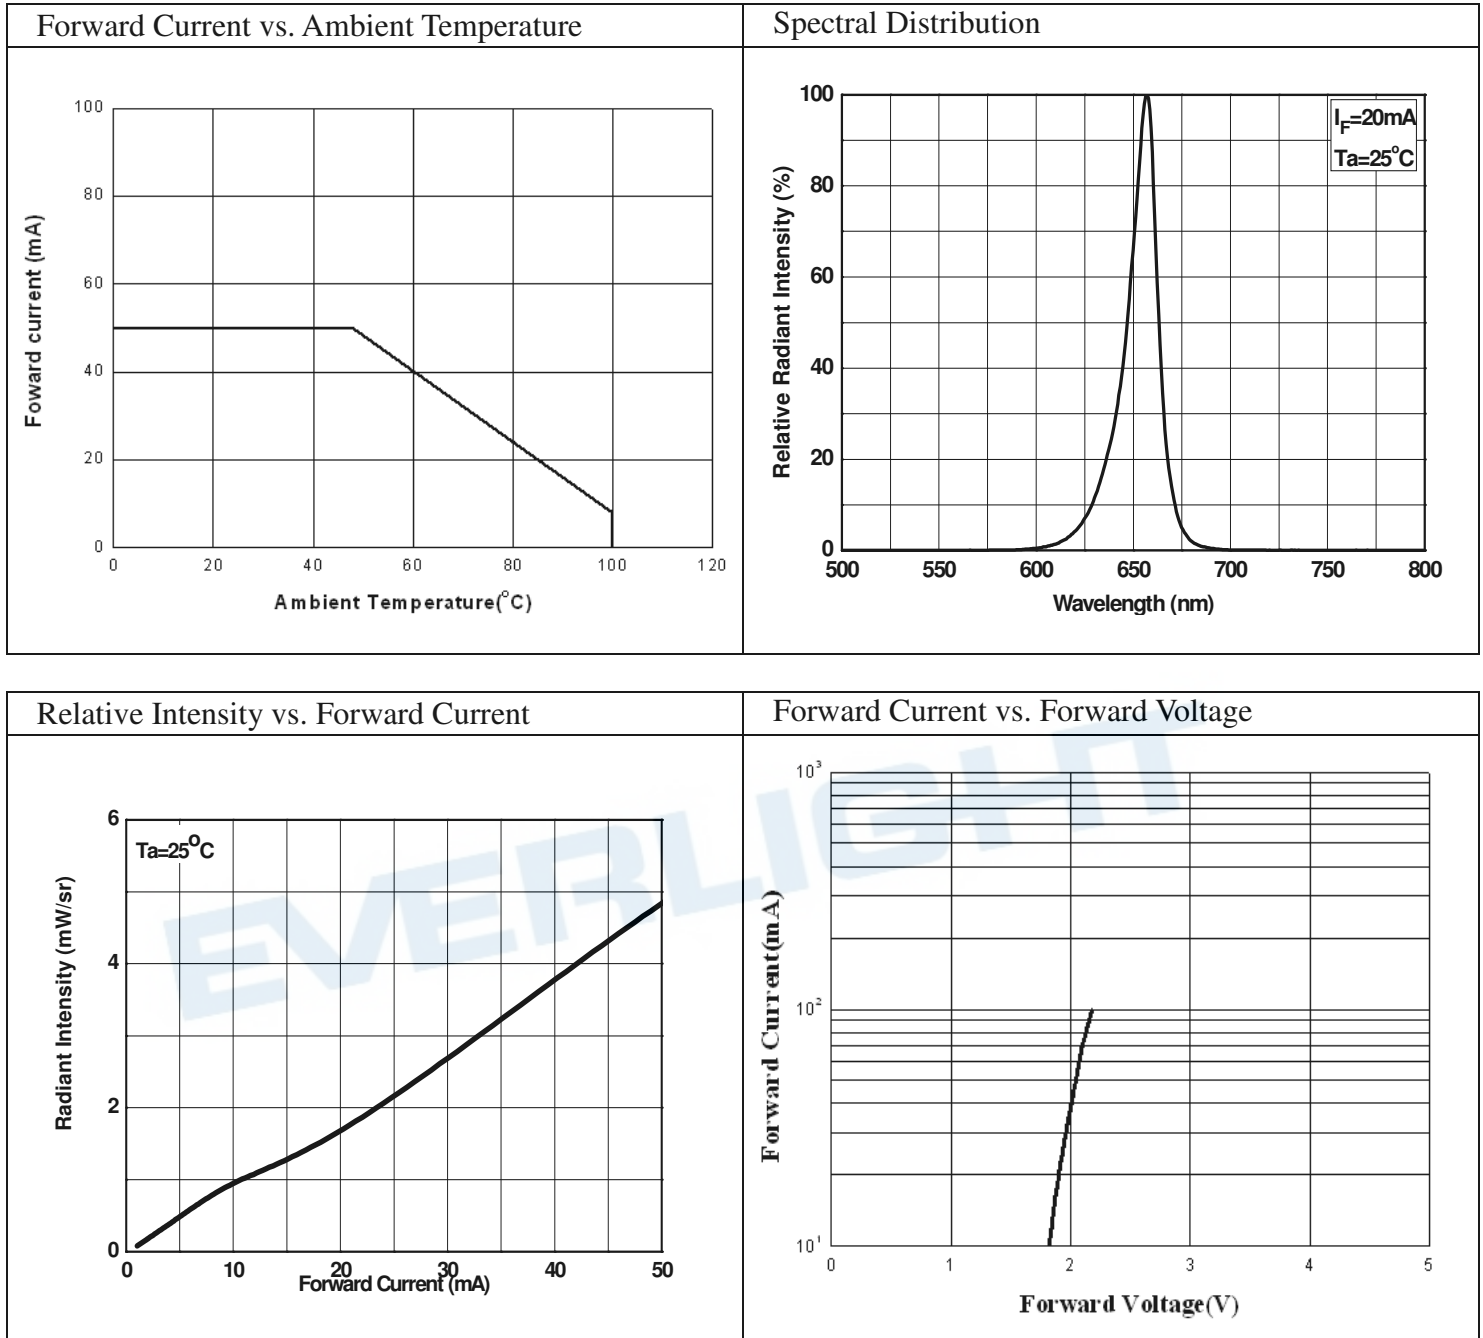 Forward Current vs. Ambient Temperature
Foward current (mA)
100
80
60
40
20
0
0 20 40 60 80 100 120
Ambient Temperature(°C)
Spectral Distribution
Relative Radiant Intensity (%)
100
80
60
40
20
0
I_F=20mA
Ta=25°C
500 550 600 650 700 750 800
Wavelength (nm)
Relative Intensity vs. Forward Current
Radiant Intensity (mW/sr)
6
4
2
0
Ta=25°C
0 10 20 30 40 50
Forward Current (mA)
Forward Current vs. Forward Voltage
Forward Current(mA)
10³
10²
10¹
0 1 2 3 4 5
Forward Voltage(V)
EVERLIGHT